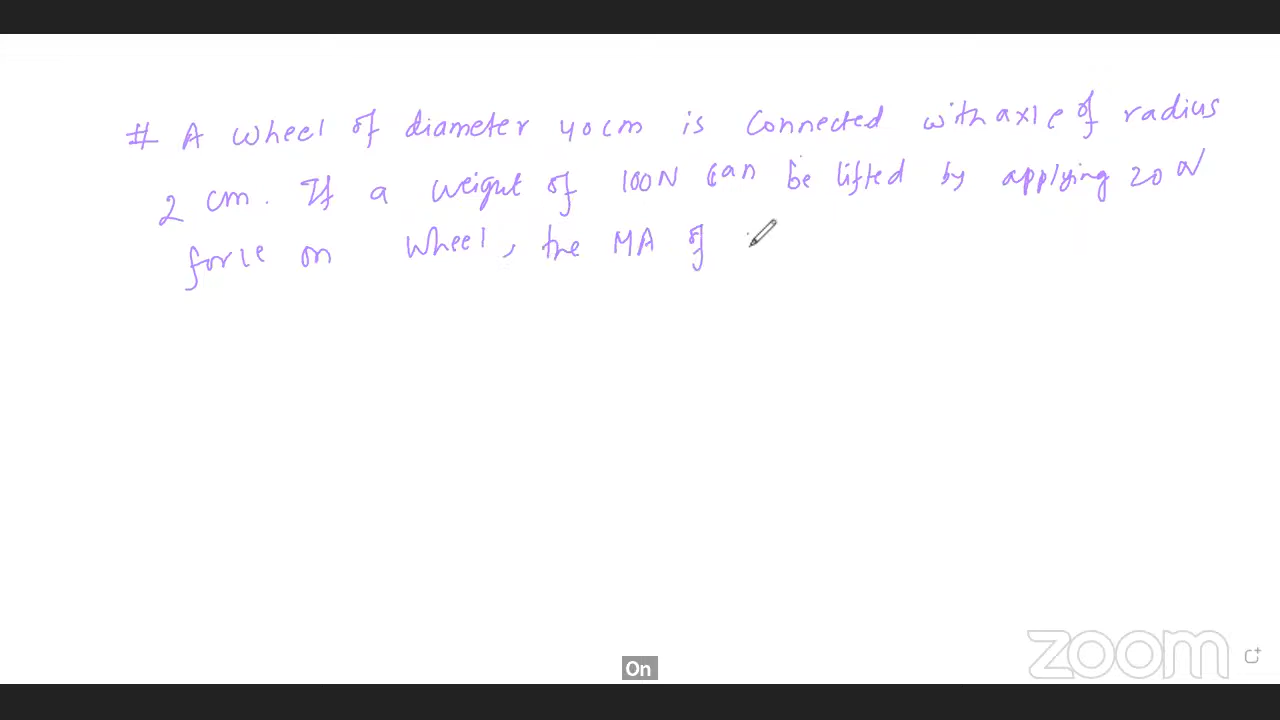 # A wheel of diameter 40cm is connected with axle of radius
2 cm. If a weight of 100N can be lifted by applying 20N
force on wheel, the MA of
zoom
On